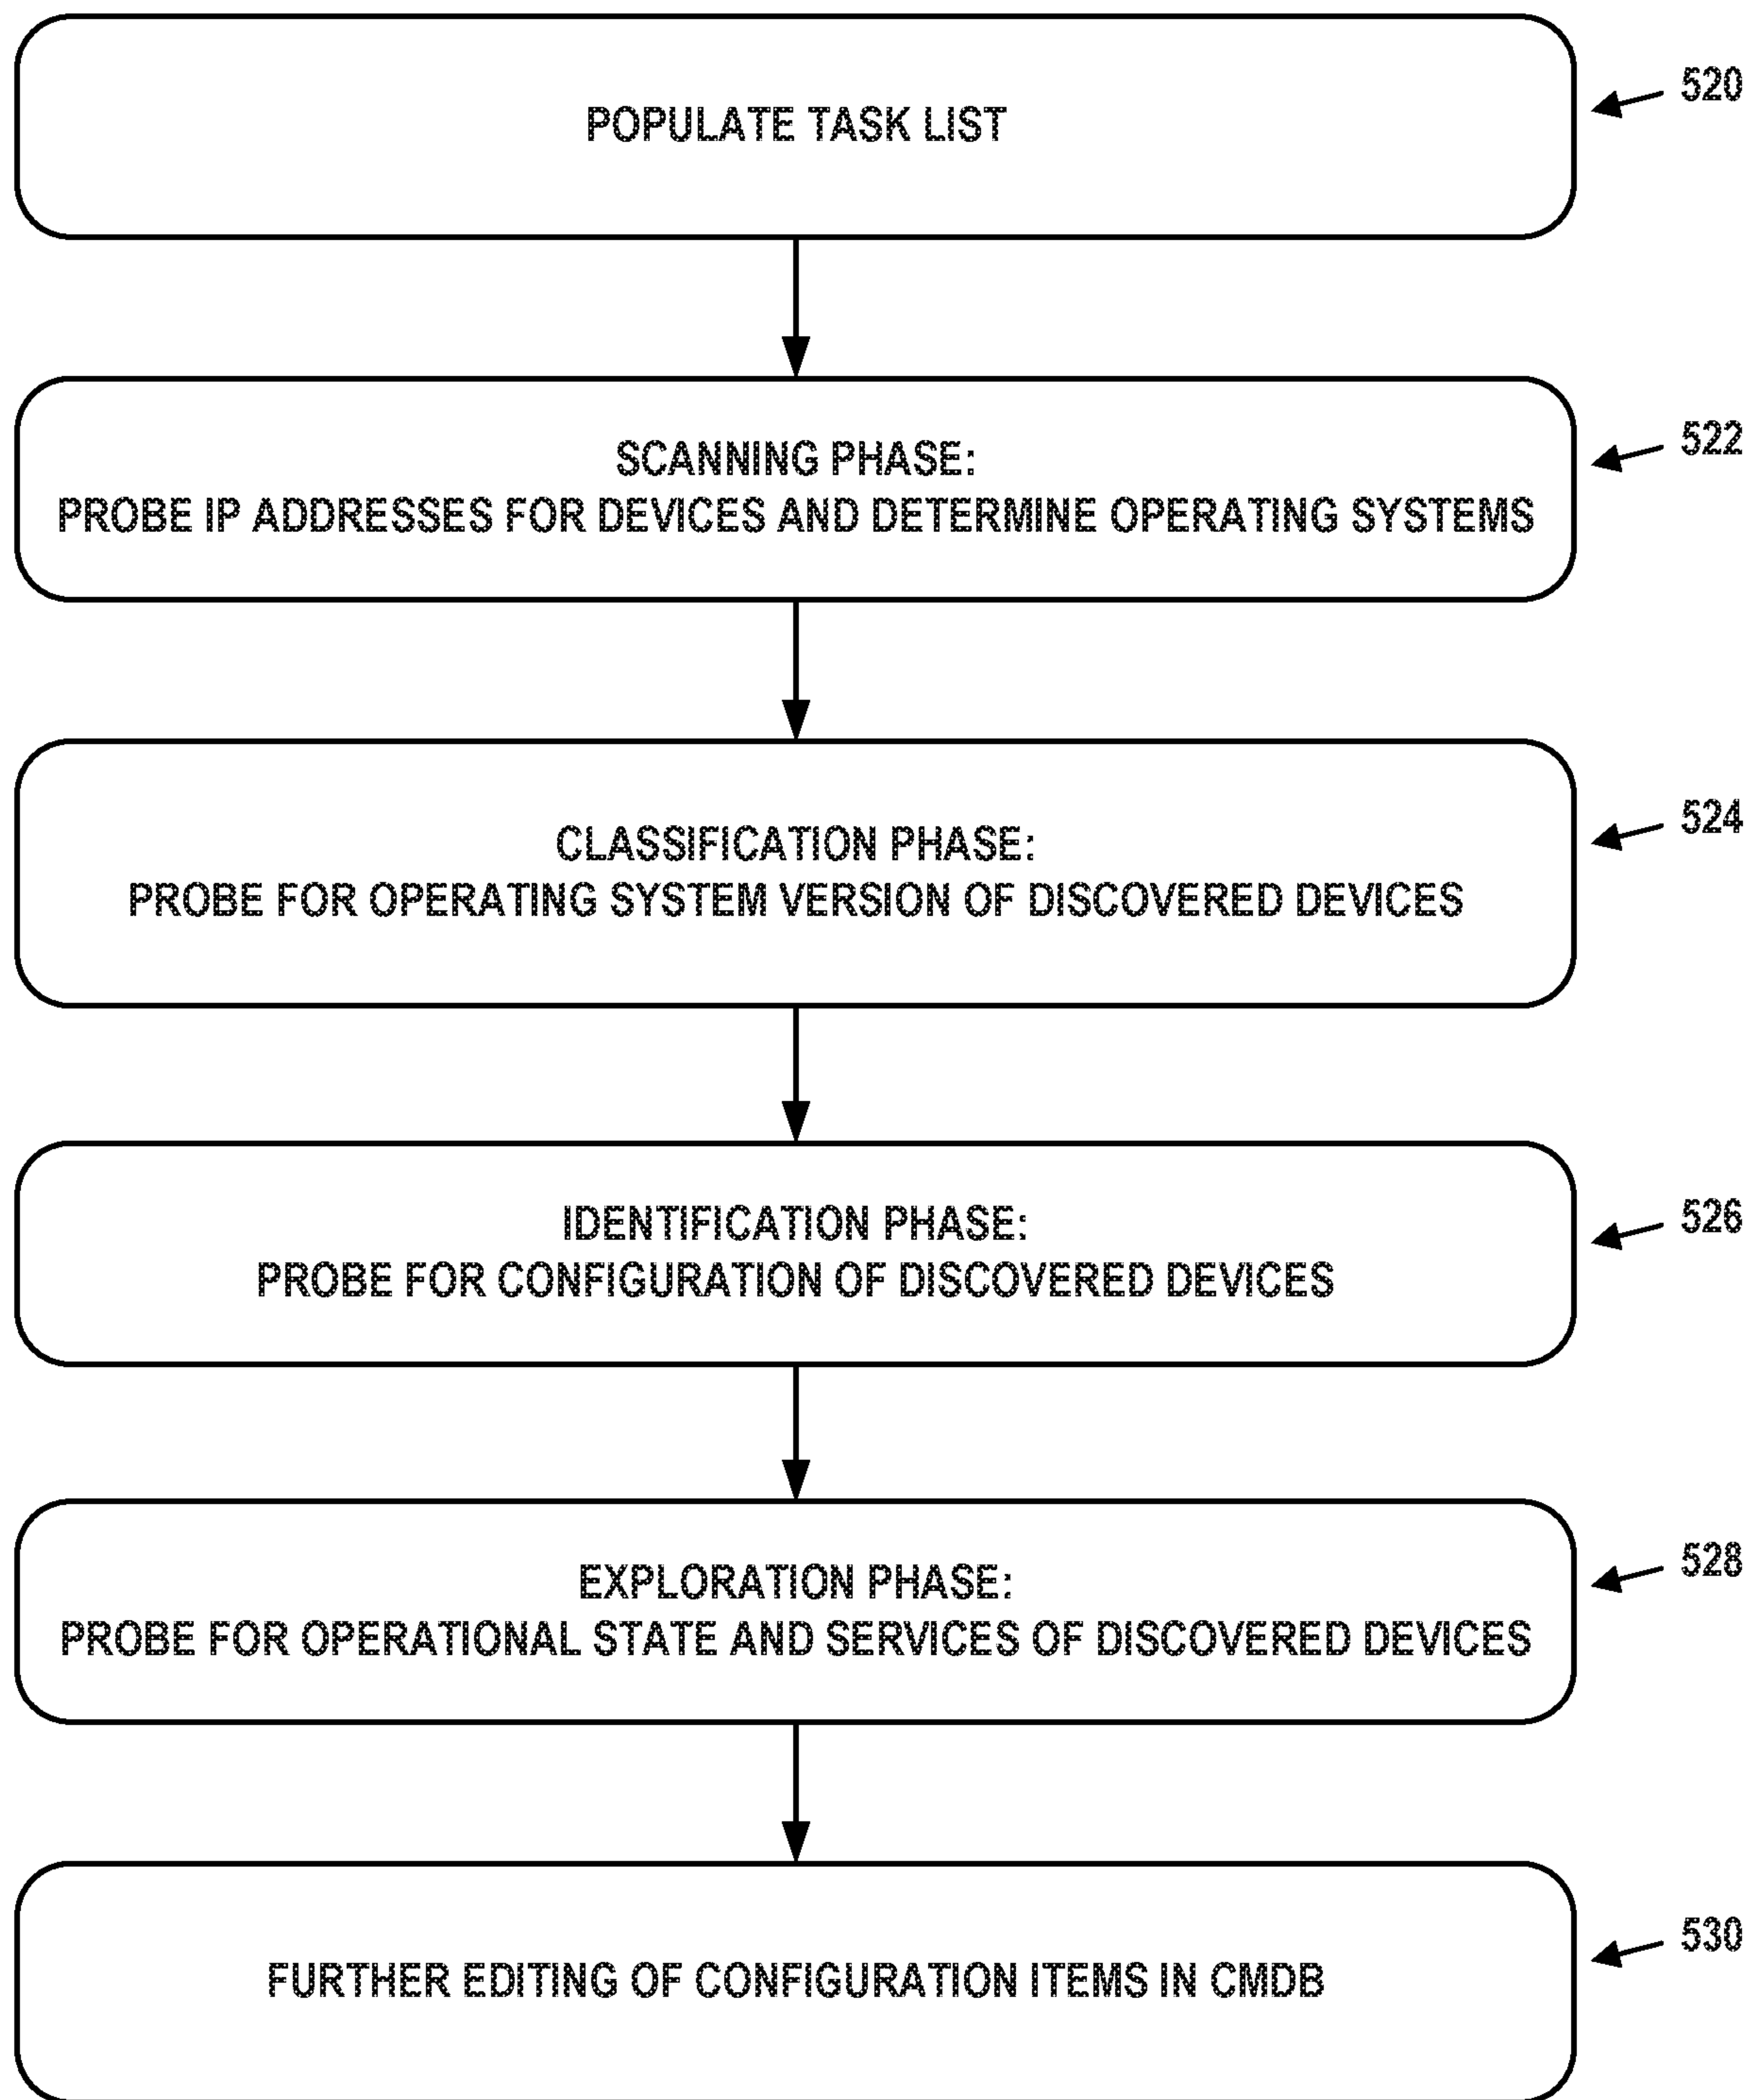 POPULATE TASK LIST
520
SCANNING PHASE:
PROBE IP ADDRESSES FOR DEVICES AND DETERMINE OPERATING SYSTEMS
522
CLASSIFICATION PHASE:
PROBE FOR OPERATING SYSTEM VERSION OF DISCOVERED DEVICES
524
IDENTIFICATION PHASE:
PROBE FOR CONFIGURATION OF DISCOVERED DEVICES
526
EXPLORATION PHASE:
PROBE FOR OPERATIONAL STATE AND SERVICES OF DISCOVERED DEVICES
528
FURTHER EDITING OF CONFIGURATION ITEMS IN CMDB
530